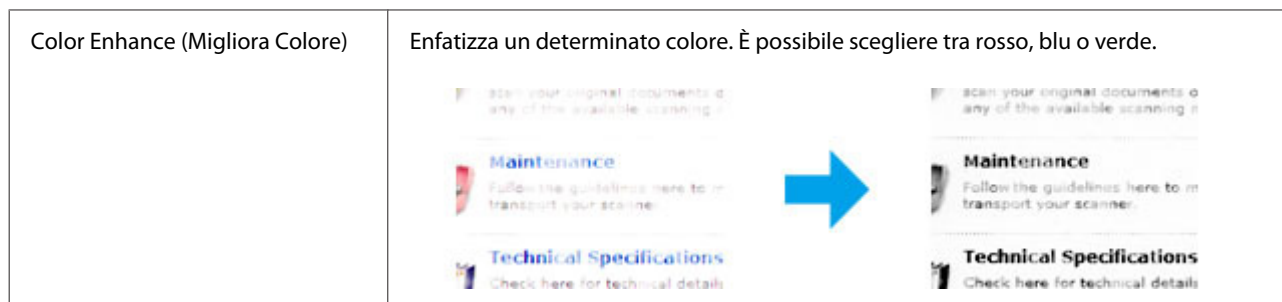 Color Enhance (Migliora Colore)
Enfatizza un determinato colore. È possibile scegliere tra rosso, blu o verde.
scan your original documents
any of the available scanning
Maintenance
Follow the guidelines here to
transport your scanner.
Technical Specifications
Check here for technical details
scan your original documents
any of the available scanning
Maintenance
Follow the guidelines here to
transport your scanner.
Technical Specifications
Check here for technical details